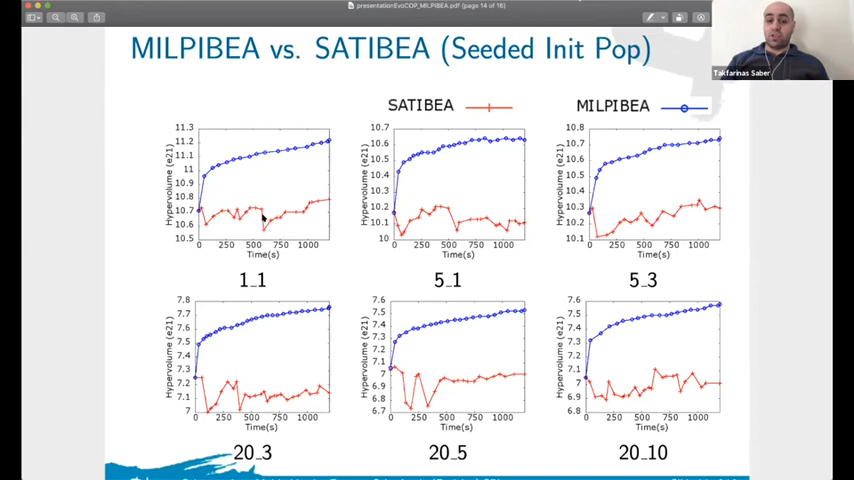 presentationEvoCOP_MILPIBEA.pdf (page 14 of 16)
MILPIBEA vs. SATIBEA (Seeded Init Pop)
Takfarinas Saber
SATIBEA MILPIBEA
11.3
11.2
11.1
11
10.9
10.8
10.7
10.6
10.5
Hypervolume (e21)
0 250 500 750 1000
Time(s)
1_1
10.7
10.6
10.5
10.4
10.3
10.2
10.1
10
Hypervolume (e21)
0 250 500 750 1000
Time(s)
5_1
10.8
10.7
10.6
10.5
10.4
10.3
10.2
10.1
Hypervolume (e21)
0 250 500 750 1000
Time(s)
5_3
7.8
7.7
7.6
7.5
7.4
7.3
7.2
7.1
7
Hypervolume (e21)
0 250 500 750 1000
Time(s)
20_3
7.6
7.5
7.4
7.3
7.2
7.1
7
6.9
6.8
6.7
Hypervolume (e21)
0 250 500 750 1000
Time(s)
20_5
7.6
7.5
7.4
7.3
7.2
7.1
7
6.9
6.8
Hypervolume (e21)
0 250 500 750 1000
Time(s)
20_10